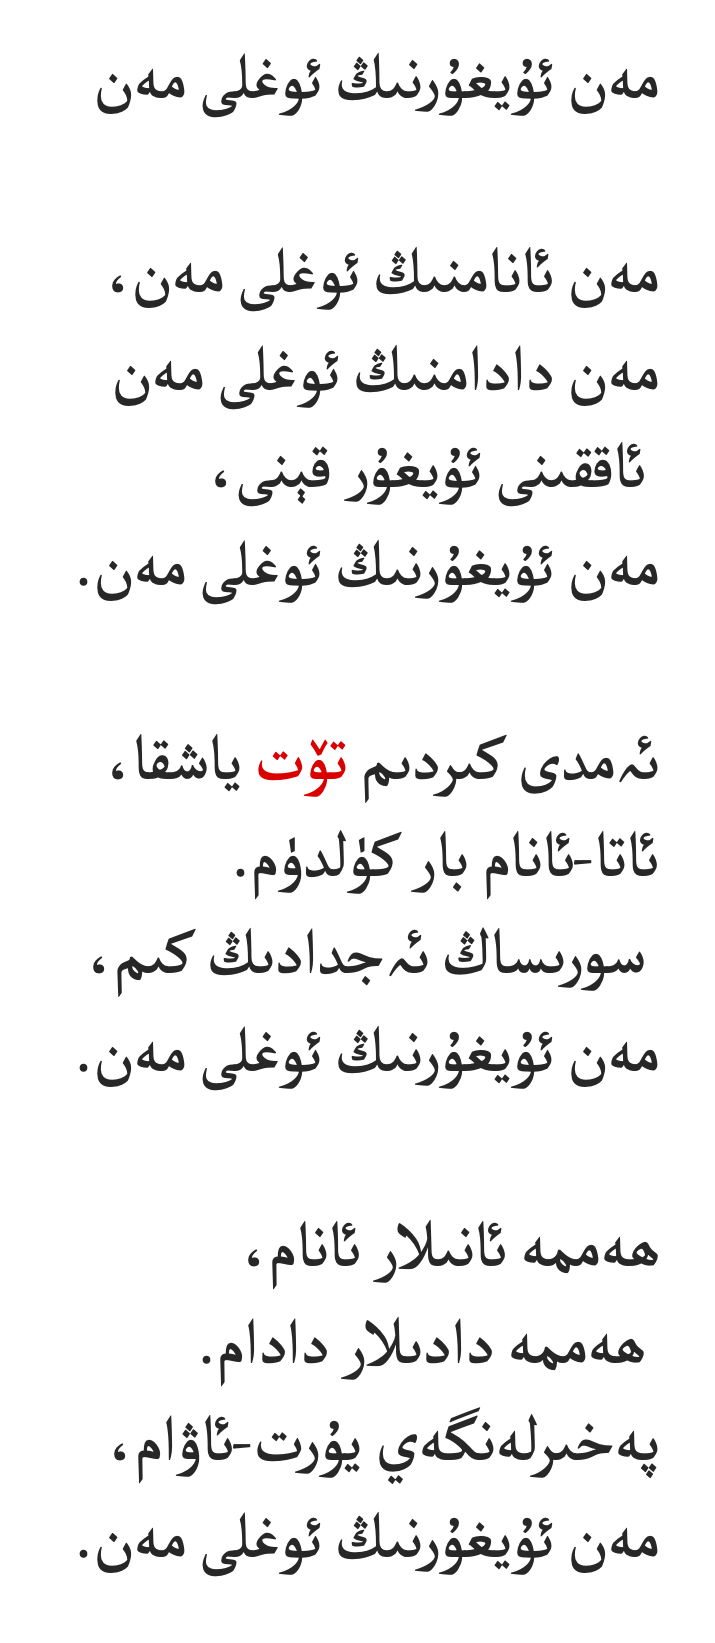 مەن ئۇيغۇرنىڭ ئوغلى مەن
مەن ئانامنىڭ ئوغلى مەن،
مەن دادامنىڭ ئوغلى مەن
ئاققىنى ئۇيغۇر قېنى،
مەن ئۇيغۇرنىڭ ئوغلى مەن.
ئەمدى كىردىم تۆت ياشقا،
ئاتا-ئانام بار كۈلدۈم.
سورىساڭ ئەجدادىڭ كىم،
مەن ئۇيغۇرنىڭ ئوغلى مەن.
ھەممە ئانىلار ئانام،
ھەممە دادىلار دادام.
پەخىرلەنگەي يۇرت-ئاۋام،
مەن ئۇيغۇرنىڭ ئوغلى مەن.